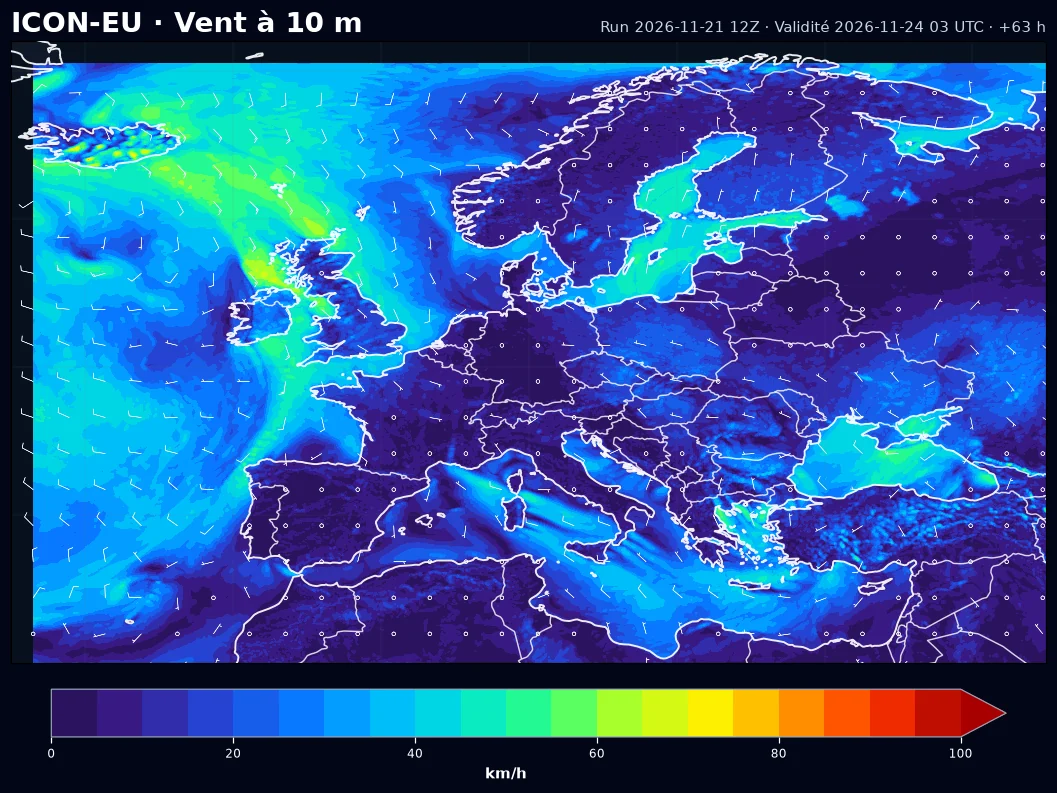 ICON-EU · Vent à 10 m
Run 2026-11-21 12Z · Validité 2026-11-24 03 UTC · +63 h
0 20 40 60 80 100
km/h